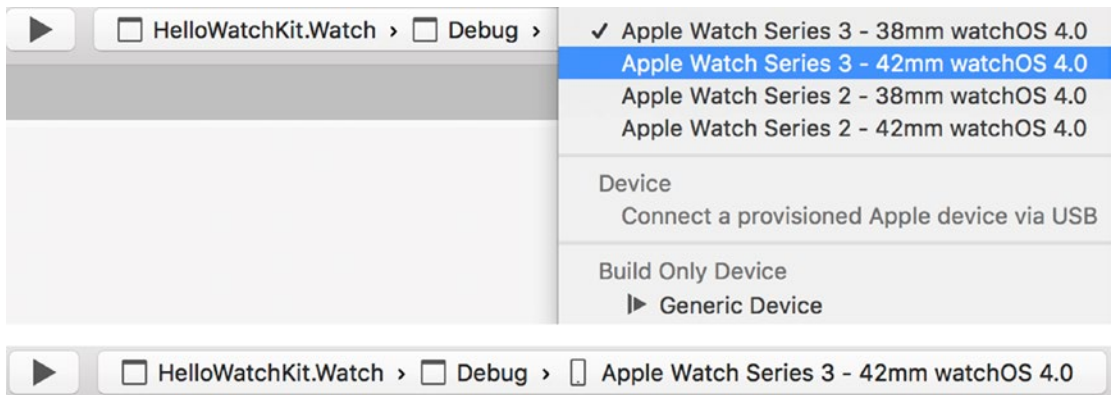 HelloWatchKit.Watch › Debug ›
✓ Apple Watch Series 3 - 38mm watchOS 4.0
Apple Watch Series 3 - 42mm watchOS 4.0
Apple Watch Series 2 - 38mm watchOS 4.0
Apple Watch Series 2 - 42mm watchOS 4.0
Device
Connect a provisioned Apple device via USB
Build Only Device
Generic Device
HelloWatchKit.Watch › Debug › Apple Watch Series 3 - 42mm watchOS 4.0